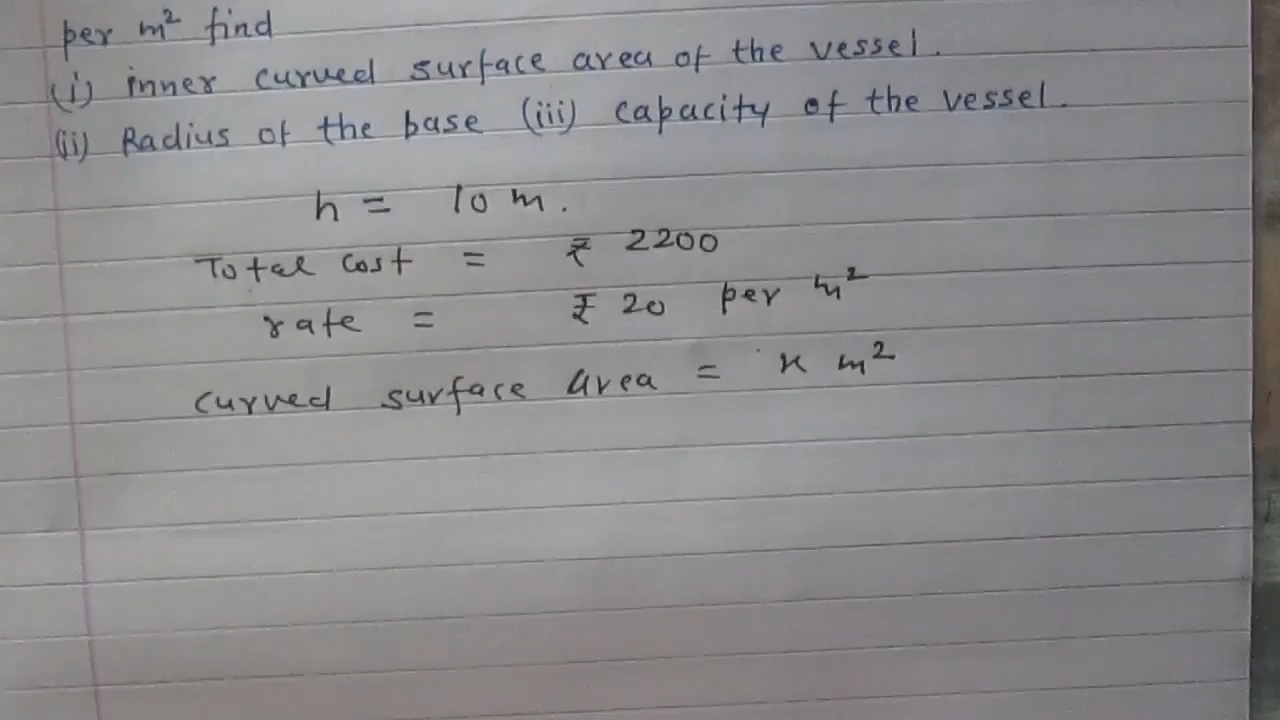 per m² find
(i) inner curved surface area of the vessel.
(ii) Radius of the base (iii) capacity of the vessel.
h = 10 m.
Total cost = ₹ 2200
rate = ₹ 20 per m²
curved surface area = x m²